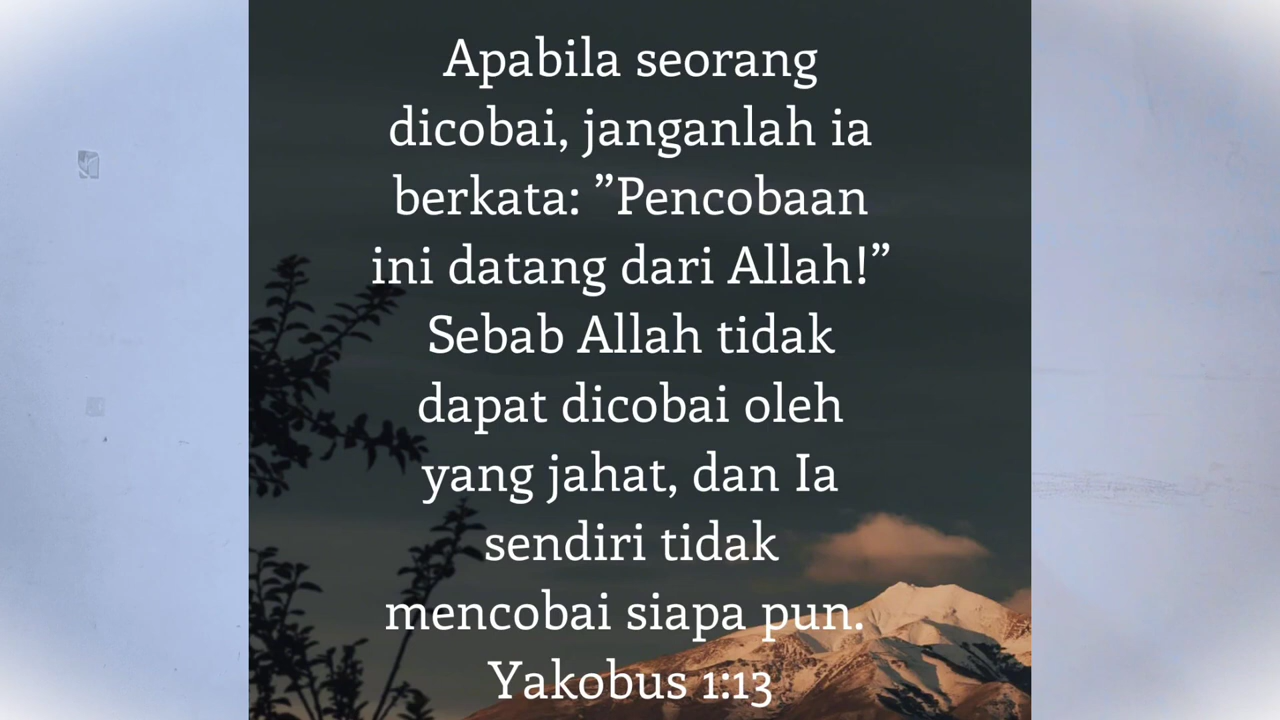 Apabila seorang
dicobai, janganlah ia
berkata: ”Pencobaan
ini datang dari Allah!”
Sebab Allah tidak
dapat dicobai oleh
yang jahat, dan Ia
sendiri tidak
mencobai siapa pun.
Yakobus 1:13